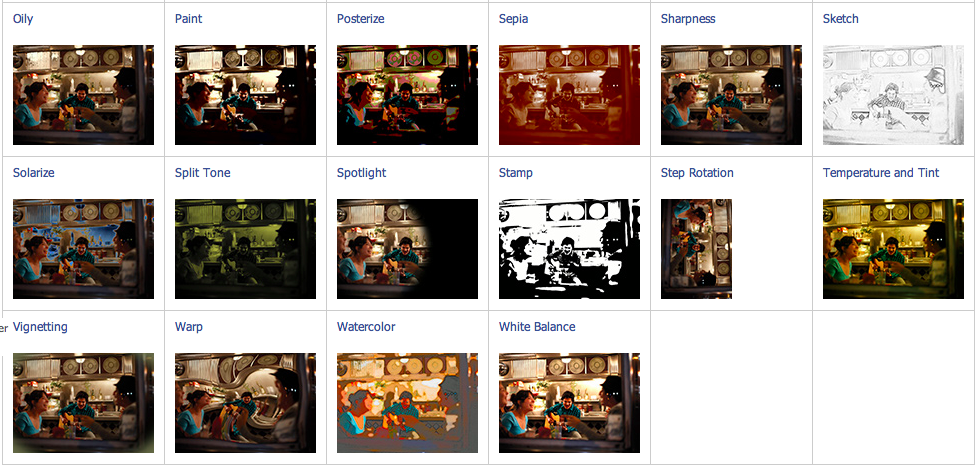 Oily
Paint
Posterize
Sepia
Sharpness
Sketch
Solarize
Split Tone
Spotlight
Stamp
Step Rotation
Temperature and Tint
er
Vignetting
Warp
Watercolor
White Balance